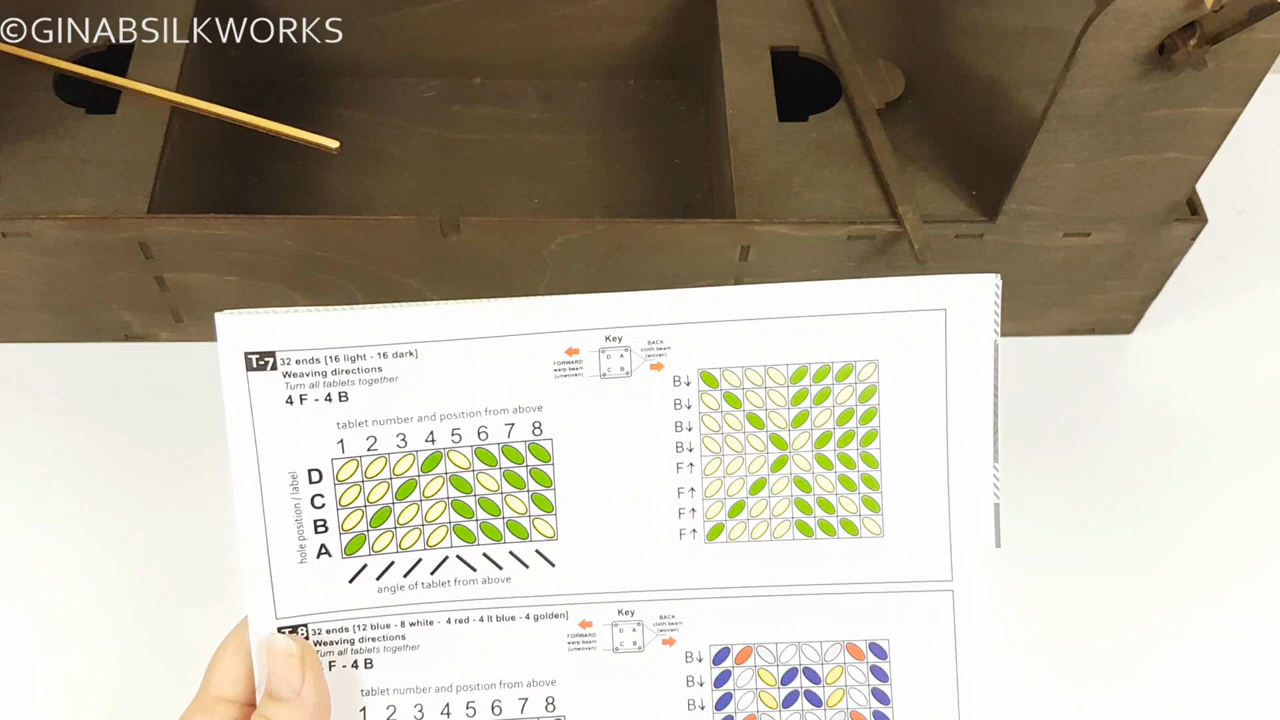 ©GINABSILKWORKS
T-7 32 ends [16 light - 16 dark]
Weaving directions
Turn all tablets together
4 F - 4 B
tablet number and position from above
1 2 3 4 5 6 7 8
hole position / label
D
C
B
A
angle of tablet from above
Key
FORWARD
warp beam
(unwoven)
BACK
cloth beam
(woven)
D A
C B
B↓
B↓
B↓
B↓
F↑
F↑
F↑
F↑
T-8 32 ends [12 blue - 8 white - 4 red - 4 lt blue - 4 golden]
Weaving directions
Turn all tablets together
F - 4 B
tablet number and position from above
1 2 3 4 5 6 7 8
Key
FORWARD
warp beam
(unwoven)
BACK
cloth beam
(woven)
D A
C B
B↓
B↓
B↓